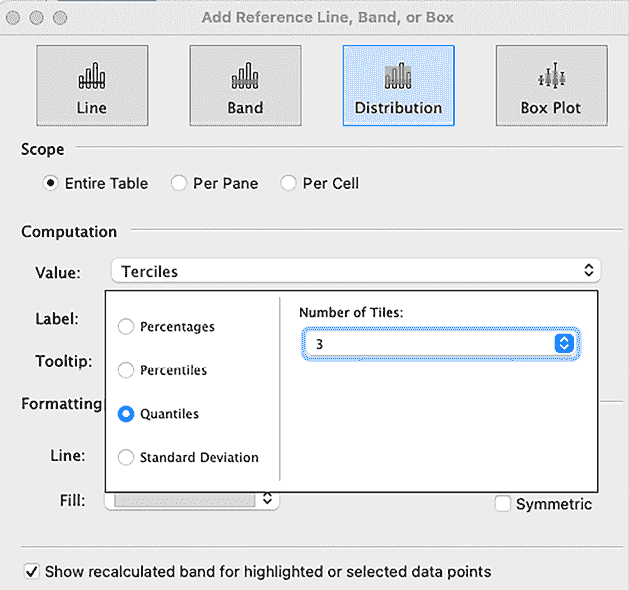 Add Reference Line, Band, or Box
Line Band Distribution Box Plot
Scope
Entire Table Per Pane Per Cell
Computation
Value: Terciles
Label:
Percentages
Number of Tiles:
3
Tooltip:
Percentiles
Formatting
Quantiles
Line:
Standard Deviation
Fill:
Symmetric
Show recalculated band for highlighted or selected data points